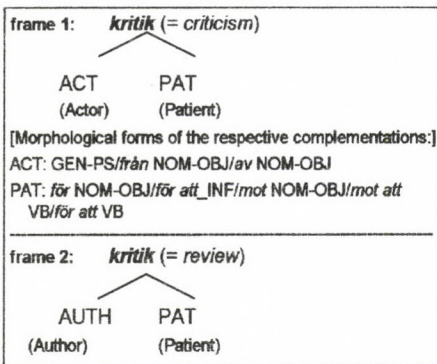 frame 1: kritik (= criticism)
ACT PAT
(Actor) (Patient)
[Morphological forms of the respective complementations:]
ACT: GEN-PS/från NOM-OBJ/av NOM-OBJ
PAT: för NOM-OBJ/för att_INF/mot NOM-OBJ/mot att
VB/för att VB
frame 2: kritik (= review)
AUTH PAT
(Author) (Patient)